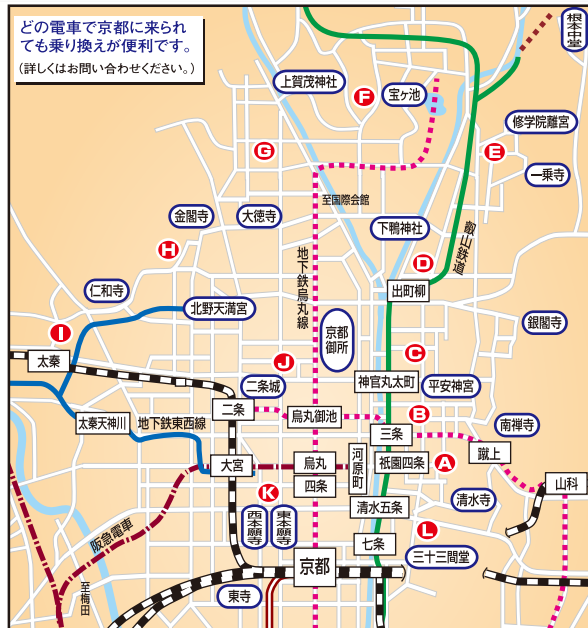 どの電車で京都に来られ
ても乗り換えが便利です。
(詳しくはお問い合わせください。)
根本中堂
上賀茂神社
F
宝ヶ池
修学院離宮
G
E
一乗寺
至国際会館
金閣寺
大徳寺
下鴨神社
叡山鉄道
H
地下鉄烏丸線
D
仁和寺
出町柳
北野天満宮
I
京都
御所
銀閣寺
太秦
J
C
神宮丸太町
平安神宮
二条城
二条
烏丸御池
B
太秦天神川
地下鉄東西線
三条
南禅寺
蹴上
大宮
烏丸
河原町
祇園四条
A
四条
山科
K
清水寺
清水五条
西本願寺
東本願寺
L
阪急電車
七条
三十三間堂
京都
至梅田
東寺